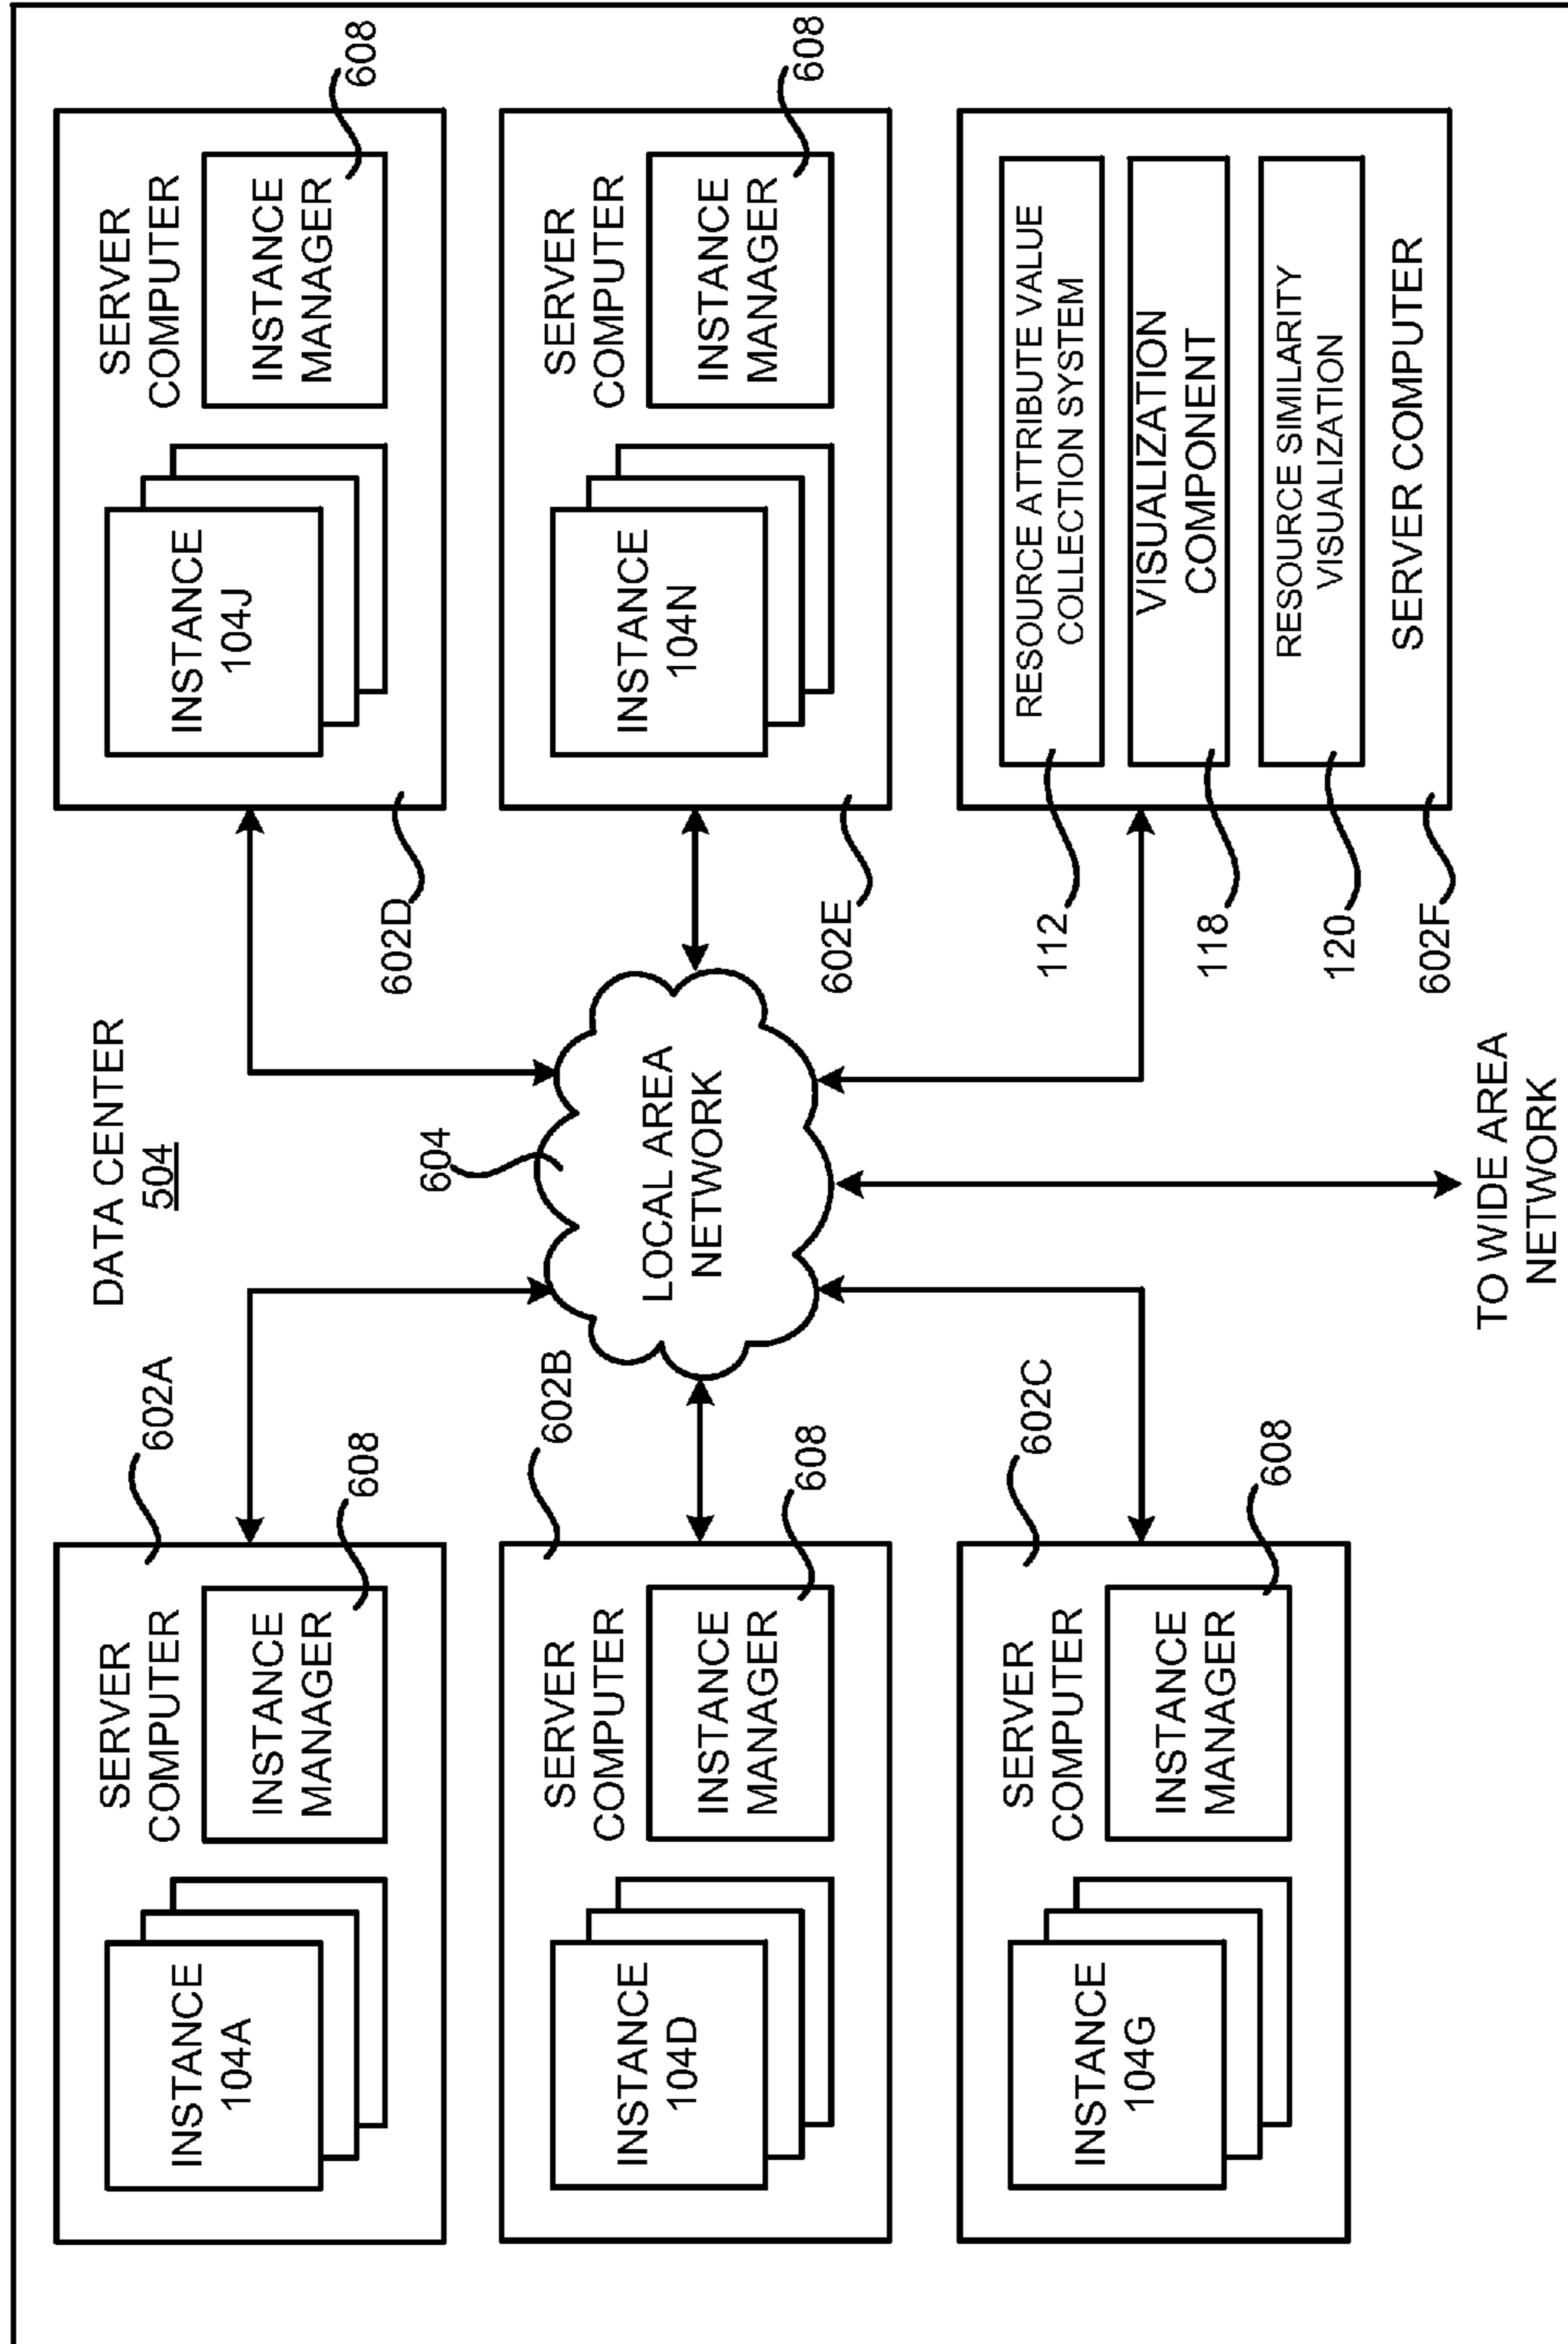 DATA CENTER
504
602A
SERVER
COMPUTER
INSTANCE
104A
INSTANCE
MANAGER
608
602B
SERVER
COMPUTER
INSTANCE
104D
INSTANCE
MANAGER
608
602C
SERVER
COMPUTER
INSTANCE
104G
INSTANCE
MANAGER
608
604
LOCAL AREA
NETWORK
TO WIDE AREA
NETWORK
602D
SERVER
COMPUTER
INSTANCE
104J
INSTANCE
MANAGER
608
602E
SERVER
COMPUTER
INSTANCE
104N
INSTANCE
MANAGER
608
112
RESOURCE ATTRIBUTE VALUE
COLLECTION SYSTEM
118
VISUALIZATION
COMPONENT
120
RESOURCE SIMILARITY
VISUALIZATION
602F
SERVER COMPUTER